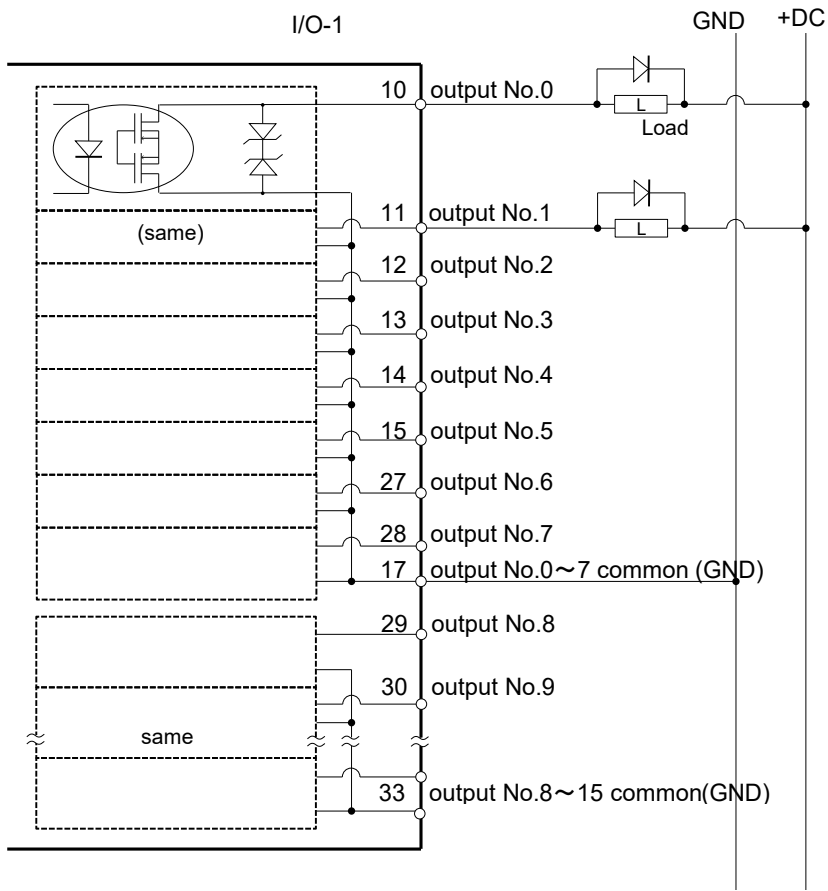 I/O-1 GND +DC
10 output No.0
L
Load
11 output No.1
(same) L
12 output No.2
13 output No.3
14 output No.4
15 output No.5
27 output No.6
28 output No.7
17 output No.0～7 common (GND)
29 output No.8
30 output No.9
same
33 output No.8～15 common(GND)